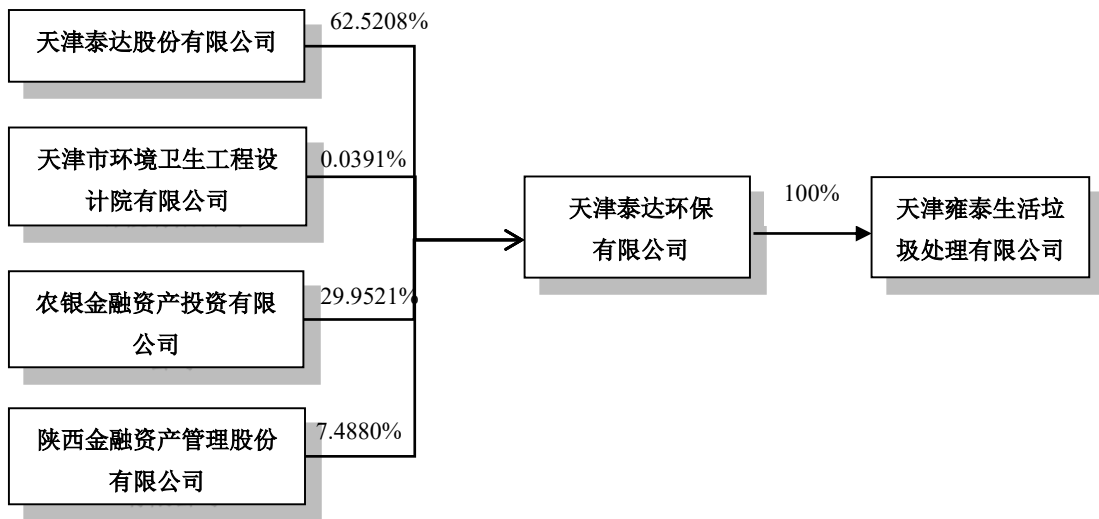 62.5208%
天津泰达股份有限公司
天津市环境卫生工程设
计院有限公司
0.0391%
农银金融资产投资有限
公司
29.9521%
陕西金融资产管理股份
有限公司
7.4880%
天津泰达环保
有限公司
100%
天津雍泰生活垃
圾处理有限公司